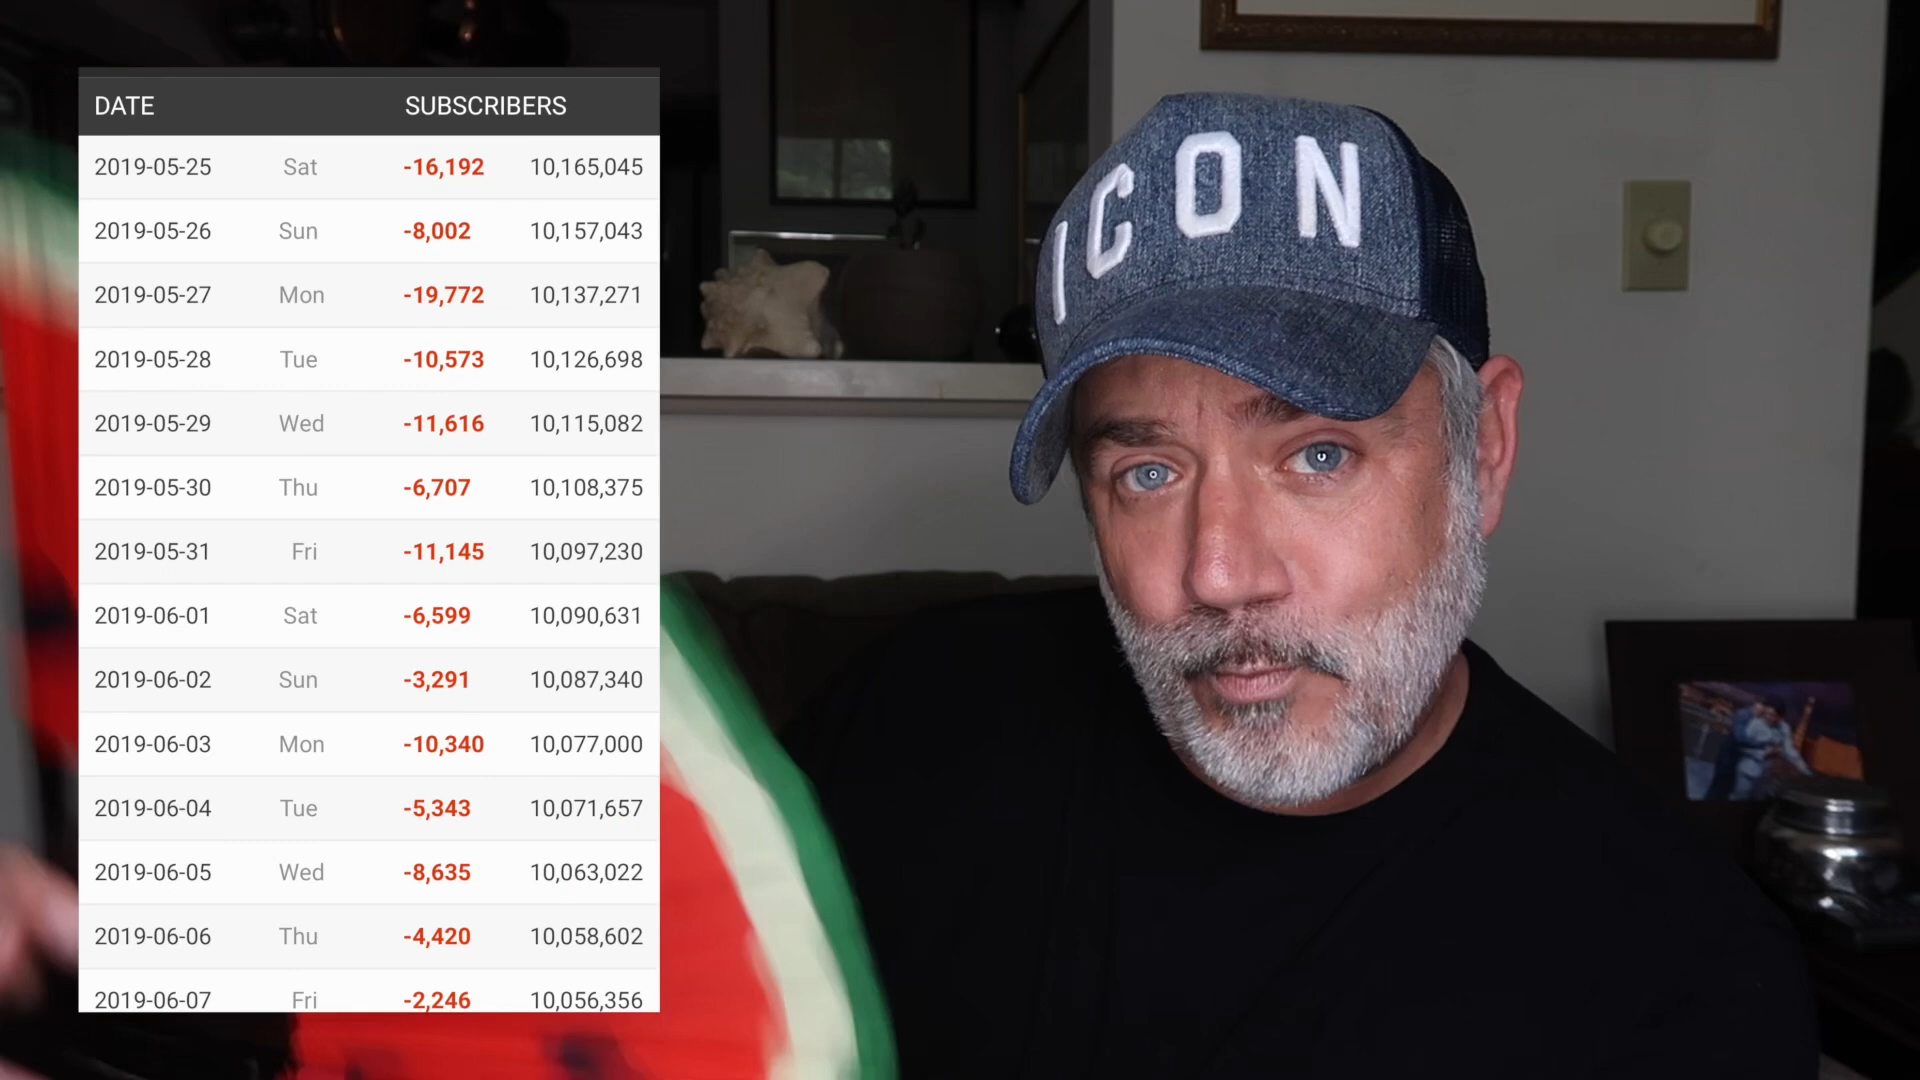 DATE SUBSCRIBERS
2019-05-25 Sat -16,192 10,165,045
2019-05-26 Sun -8,002 10,157,043
2019-05-27 Mon -19,772 10,137,271
2019-05-28 Tue -10,573 10,126,698
2019-05-29 Wed -11,616 10,115,082
2019-05-30 Thu -6,707 10,108,375
2019-05-31 Fri -11,145 10,097,230
2019-06-01 Sat -6,599 10,090,631
2019-06-02 Sun -3,291 10,087,340
2019-06-03 Mon -10,340 10,077,000
2019-06-04 Tue -5,343 10,071,657
2019-06-05 Wed -8,635 10,063,022
2019-06-06 Thu -4,420 10,058,602
2019-06-07 Fri -2,246 10,056,356
ICON